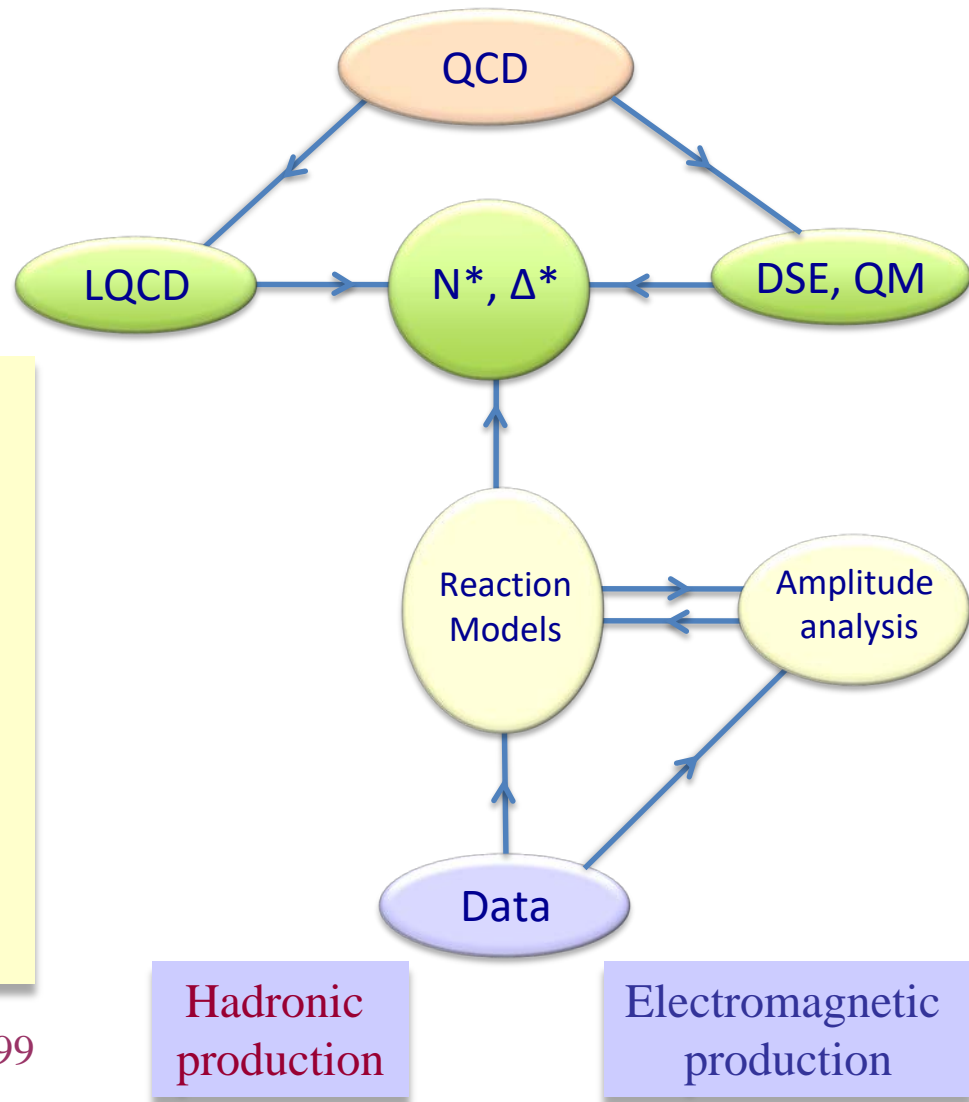 QCD
LQCD
N*, Δ*
DSE, QM
Reaction
Models
Amplitude
analysis
Data
Hadronic
production
Electromagnetic
production
99